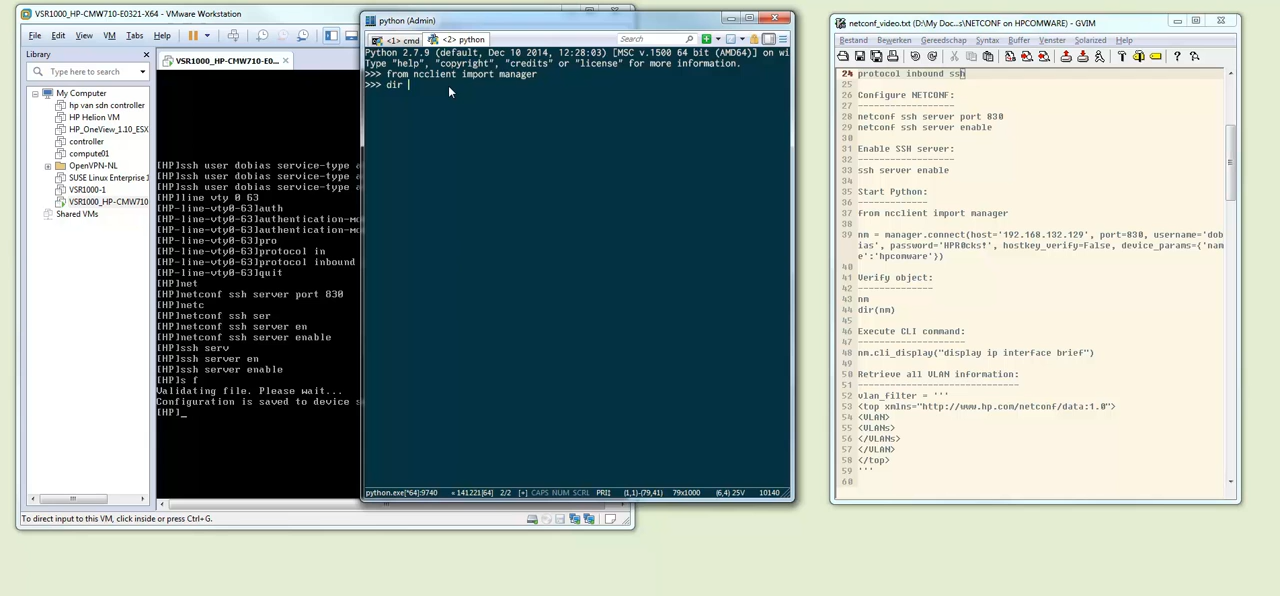 VSR1000_HP-CMW710-E0321-X64 - VMware Workstation
File Edit View VM Tabs Help
Library
Type here to search
My Computer
hp van sdn controller
HP Helion VM
HP_OneView_1.10_ESX
controller
compute01
OpenVPN-NL
SUSE Linux Enterprise 1
VSR1000-1
VSR1000_HP-CMW710
Shared VMs
VSR1000_HP-CMW710-E0...
[HP]ssh user dobias service-type a
[HP]ssh user dobias service-type a
[HP]ssh user dobias service-type a
[HP]line vty 0 63
[HP-line-vty0-63]auth
[HP-line-vty0-63]authentication-mo
[HP-line-vty0-63]pro
[HP-line-vty0-63]protocol in
[HP-line-vty0-63]protocol inbound
[HP-line-vty0-63]quit
[HP]net
[HP]netconf ssh server port 830
[HP]netc
[HP]netconf ssh ser
[HP]netconf ssh server en
[HP]netconf ssh server enable
[HP]ssh serv
[HP]ssh server en
[HP]ssh server enable
[HP]s f
Validating file. Please wait...
Configuration is saved to device s
[HP]_
To direct input to this VM, click inside or press Ctrl+G.
python (Admin)
<1> cmd <2> python
Search
Python 2.7.9 (default, Dec 10 2014, 12:28:03) [MSC v.1500 64 bit (AMD64)] on wi
Type "help", "copyright", "credits" or "license" for more information.
>>> from ncclient import manager
>>> dir
python.exe[*64]:9740 « 141221[64] 2/2 [+] CAPS NUM SCRL PRI: (1,1)-(79,41) 79x1000 (6,4) 25V 10140
netconf_video.txt (D:\My Doc...s\NETCONF on HPCOMWARE) - GVIM
Bestand Bewerken Gereedschap Syntax Buffer Venster Solarized Help
24 protocol inbound ssh
25
26 Configure NETCONF:
27 ------------------
28 netconf ssh server port 830
29 netconf ssh server enable
30
31 Enable SSH server:
32 ------------------
33 ssh server enable
34
35 Start Python:
36 -------------
37 from ncclient import manager
38
39 nm = manager.connect(host='192.168.132.129', port=830, username='dob
ias', password='HPR0cks!', hostkey_verify=False, device_params={'nam
e':'hpcomware'})
40
41 Verify object:
42 --------------
43 nm
44 dir(nm)
45
46 Execute CLI command:
47 --------------------
48 nm.cli_display("display ip interface brief")
49
50 Retrieve all VLAN information:
51 ------------------------------
52 vlan_filter = '''
53 <top xmlns="http://www.hp.com/netconf/data:1.0">
54 <VLAN>
55 <VLANs>
56 </VLANs>
57 </VLAN>
58 </top>
59 '''
60